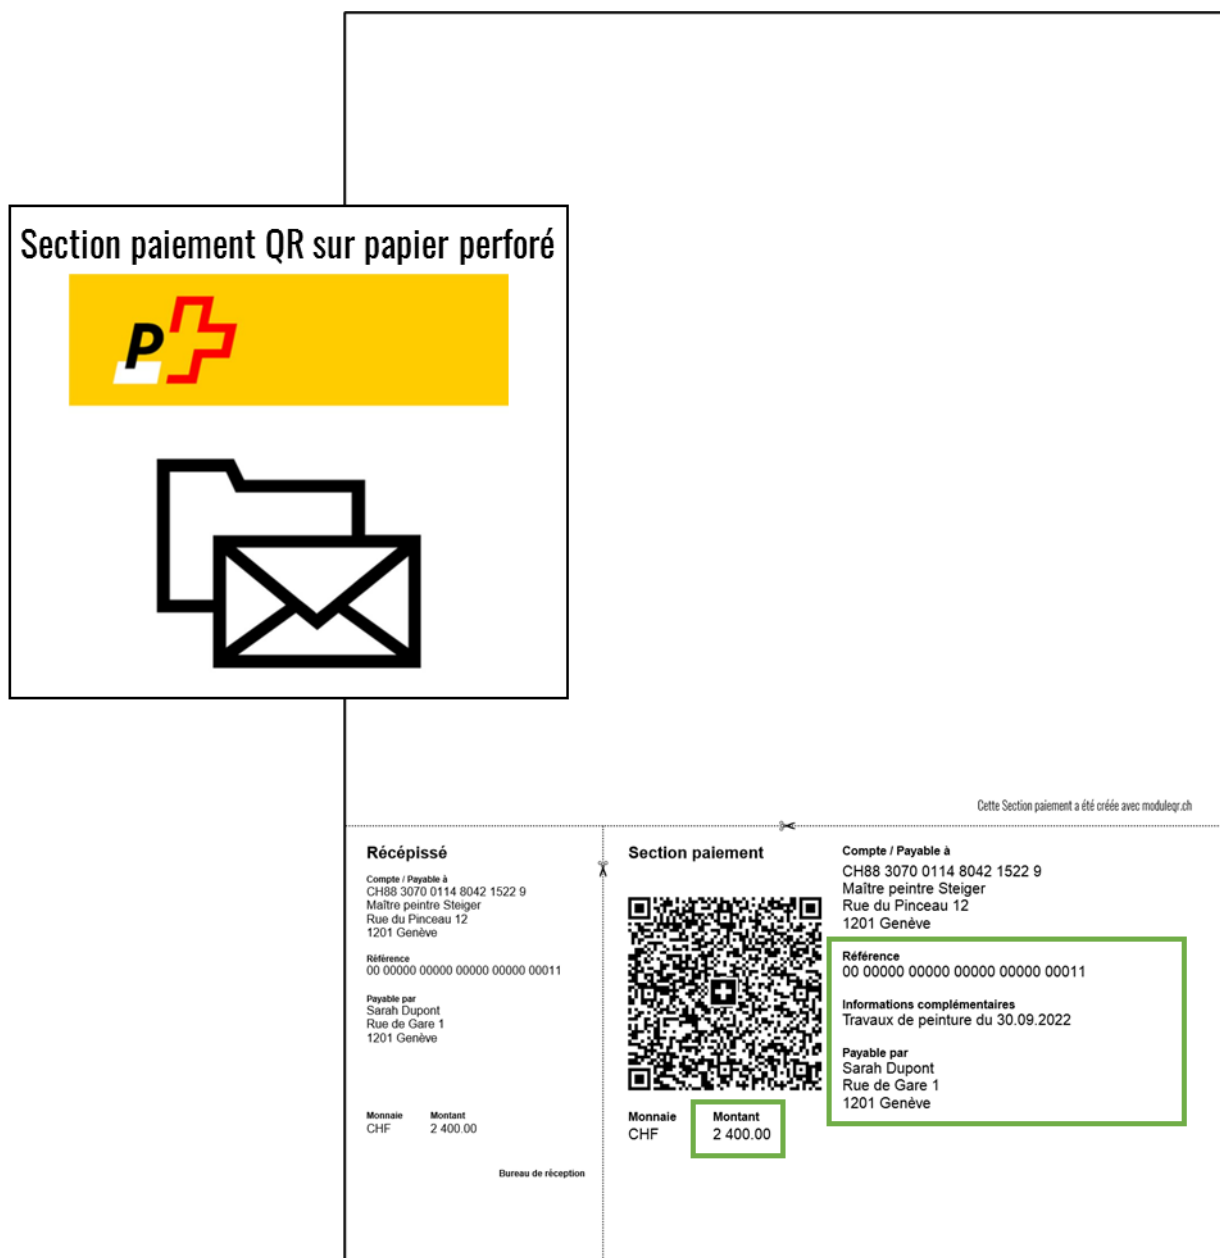 Section paiement QR sur papier perforé
P
Cette Section paiement a été créée avec moduleqr.ch
Récépissé
Compte / Payable à
CH88 3070 0114 8042 1522 9
Maître peintre Steiger
Rue du Pinceau 12
1201 Genève
Référence
00 00000 00000 00000 00000 00011
Payable par
Sarah Dupont
Rue de Gare 1
1201 Genève
Monnaie Montant
CHF 2 400.00
Bureau de réception
Section paiement
Monnaie Montant
CHF 2 400.00
Compte / Payable à
CH88 3070 0114 8042 1522 9
Maître peintre Steiger
Rue du Pinceau 12
1201 Genève
Référence
00 00000 00000 00000 00000 00011
Informations complémentaires
Travaux de peinture du 30.09.2022
Payable par
Sarah Dupont
Rue de Gare 1
1201 Genève